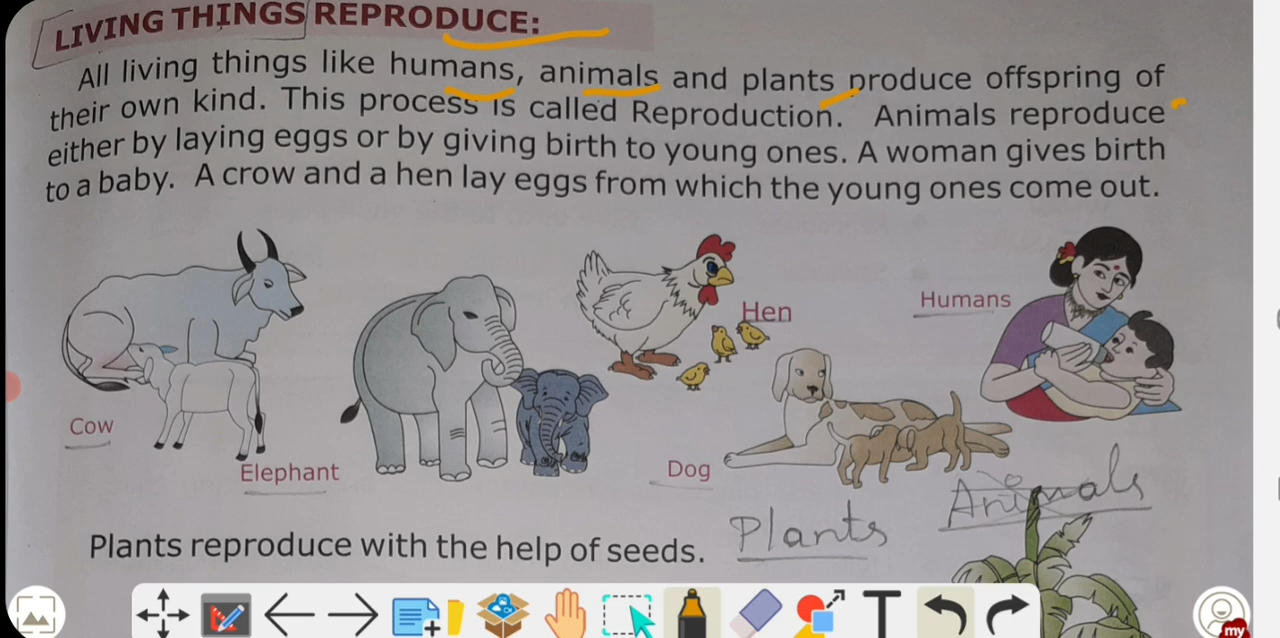 LIVING THINGS REPRODUCE:
All living things like humans, animals and plants produce offspring of
their own kind. This process is called Reproduction. Animals reproduce
either by laying eggs or by giving birth to young ones. A woman gives birth
to a baby. A crow and a hen lay eggs from which the young ones come out.
Hen
Humans
Cow
Elephant
Dog
Animals
Plants
Plants reproduce with the help of seeds.
T
my